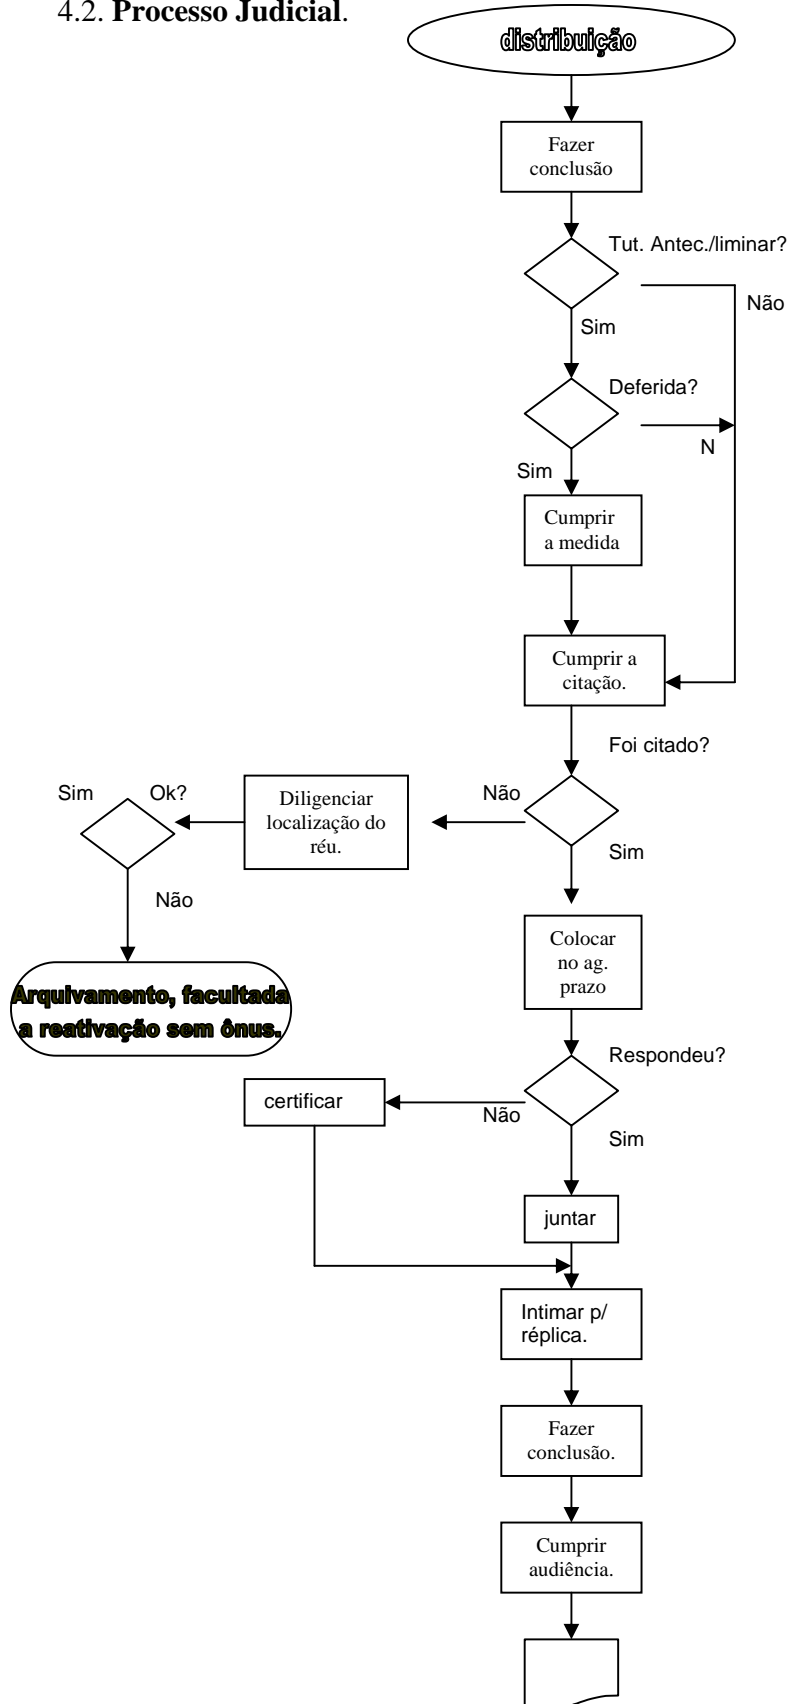 4.2. Processo Judicial.
distribuição
Fazer
conclusão
Tut. Antec./liminar?
Não
Sim
Deferida?
N
Sim
Cumprir
a medida
Cumprir a
citação.
Foi citado?
Sim
Ok?
Diligenciar
localização do
réu.
Não
Sim
Não
Colocar
no ag.
prazo
Arquivamento, facultada
a reativação sem ônus.
Respondeu?
certificar
Não
Sim
juntar
Intimar p/
réplica.
Fazer
conclusão.
Cumprir
audiência.